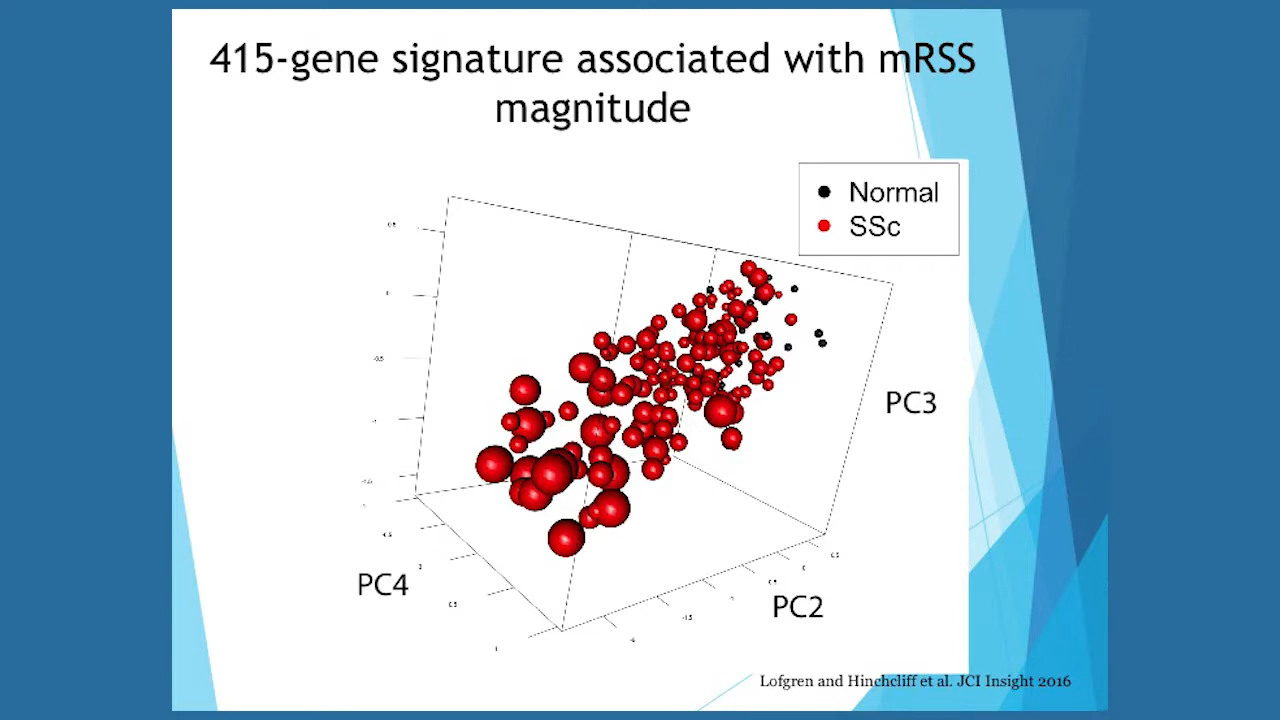 415-gene signature associated with mRSS
magnitude
Normal
SSc
PC3
PC4
PC2
Lofgren and Hinchcliff et al. JCI Insight 2016